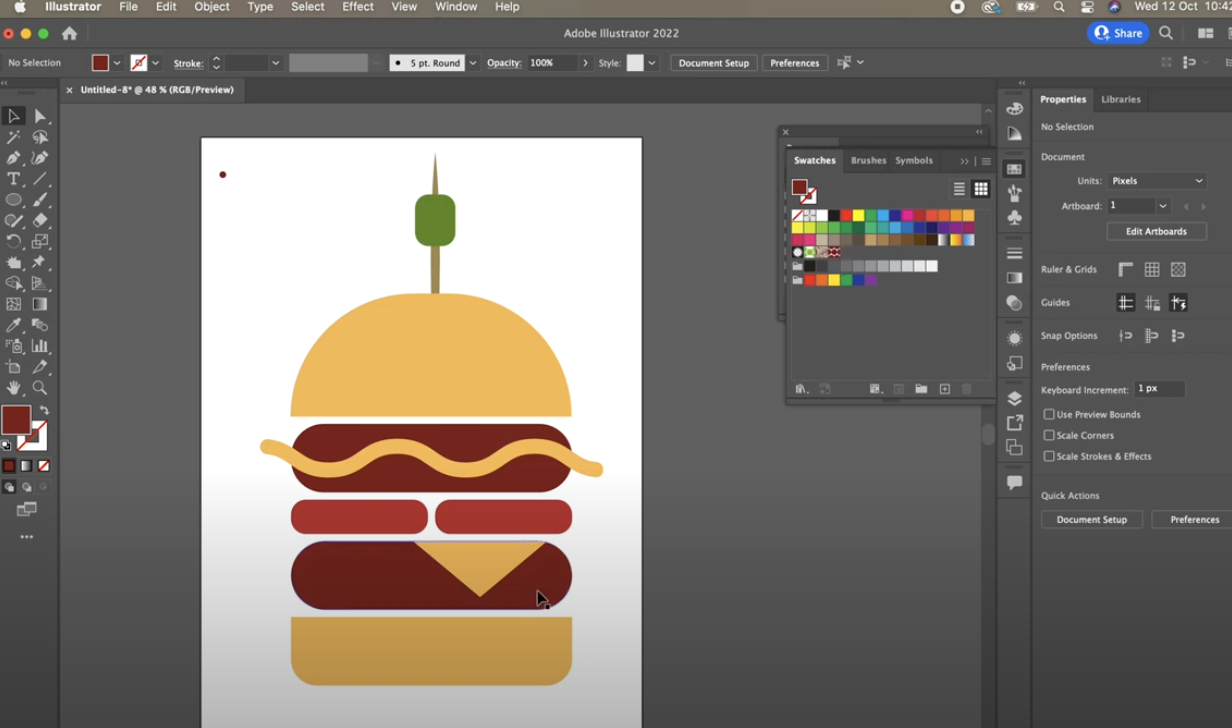 Illustrator File Edit Object Type Select Effect View Window Help Wed 12 Oct 10:42
Adobe Illustrator 2022 Share
No Selection Stroke: 5 pt. Round Opacity: 100% Style: Document Setup Preferences
× Untitled-8* @ 48 % (RGB/Preview)
Properties Libraries
No Selection
Document
Units: Pixels
Artboard: 1
Edit Artboards
Ruler & Grids
Guides
Snap Options
Preferences
Keyboard Increment: 1 px
Use Preview Bounds
Scale Corners
Scale Strokes & Effects
Quick Actions
Document Setup Preferences
Swatches Brushes Symbols